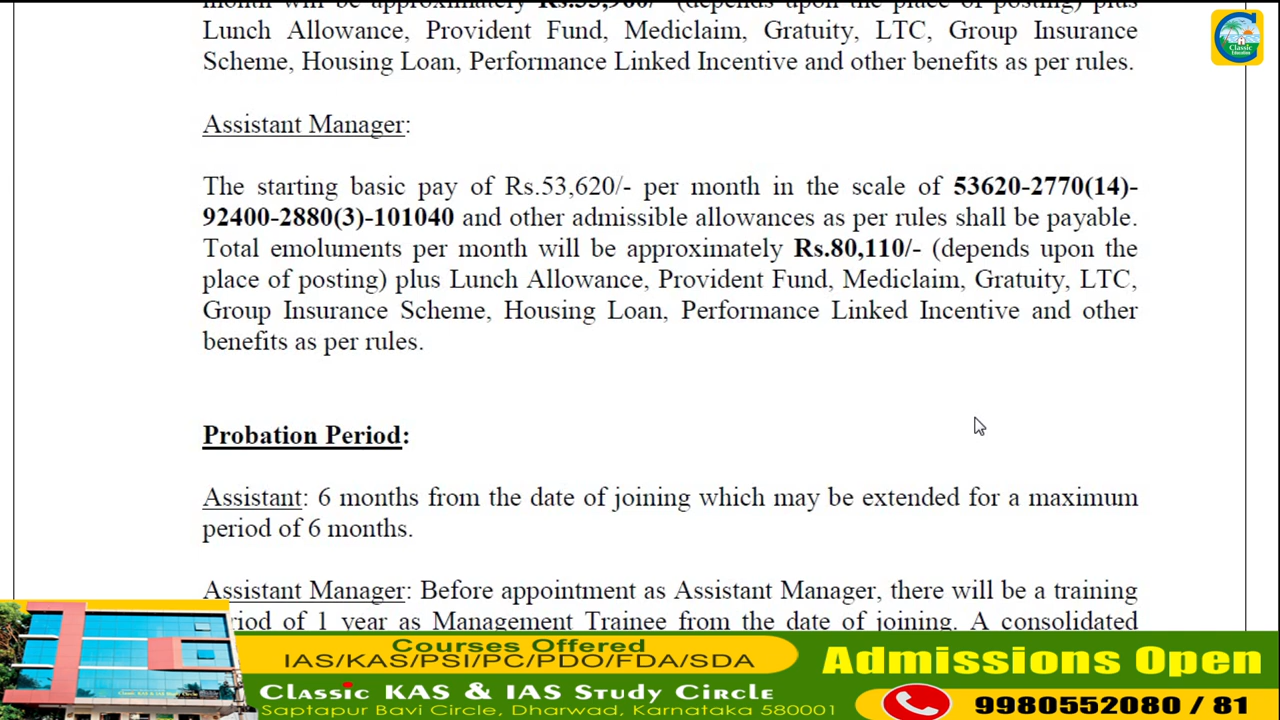 Lunch Allowance, Provident Fund, Mediclaim, Gratuity, LTC, Group Insurance
Scheme, Housing Loan, Performance Linked Incentive and other benefits as per rules.
Classic
Education
Assistant Manager:
The starting basic pay of Rs.53,620/- per month in the scale of 53620-2770(14)-
92400-2880(3)-101040 and other admissible allowances as per rules shall be payable.
Total emoluments per month will be approximately Rs.80,110/- (depends upon the
place of posting) plus Lunch Allowance, Provident Fund, Mediclaim, Gratuity, LTC,
Group Insurance Scheme, Housing Loan, Performance Linked Incentive and other
benefits as per rules.
Probation Period:
Assistant: 6 months from the date of joining which may be extended for a maximum
period of 6 months.
Assistant Manager: Before appointment as Assistant Manager, there will be a training
of 1 year as Management Trainee from the date of joining. A consolidated
Courses Offered
IAS/KAS/PSI/PC/PDO/FDA/SDA
Classic KAS & IAS Study Circle
Saptapur Bavi Circle, Dharwad, Karnataka 580001
Admissions Open
9980552080 / 81